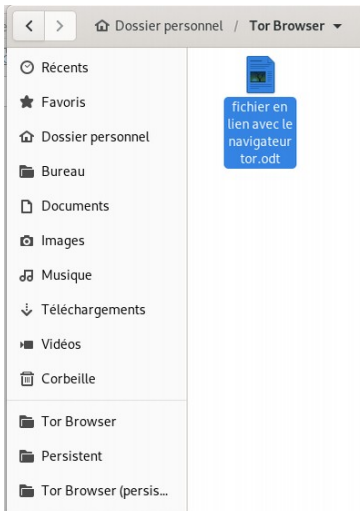 Dossier personnel / Tor Browser
Récents
Favoris
Dossier personnel
Bureau
Documents
Images
Musique
Téléchargements
Vidéos
Corbeille
Tor Browser
Persistent
Tor Browser (persis...
fichier en
lien avec le
navigateur
tor.odt